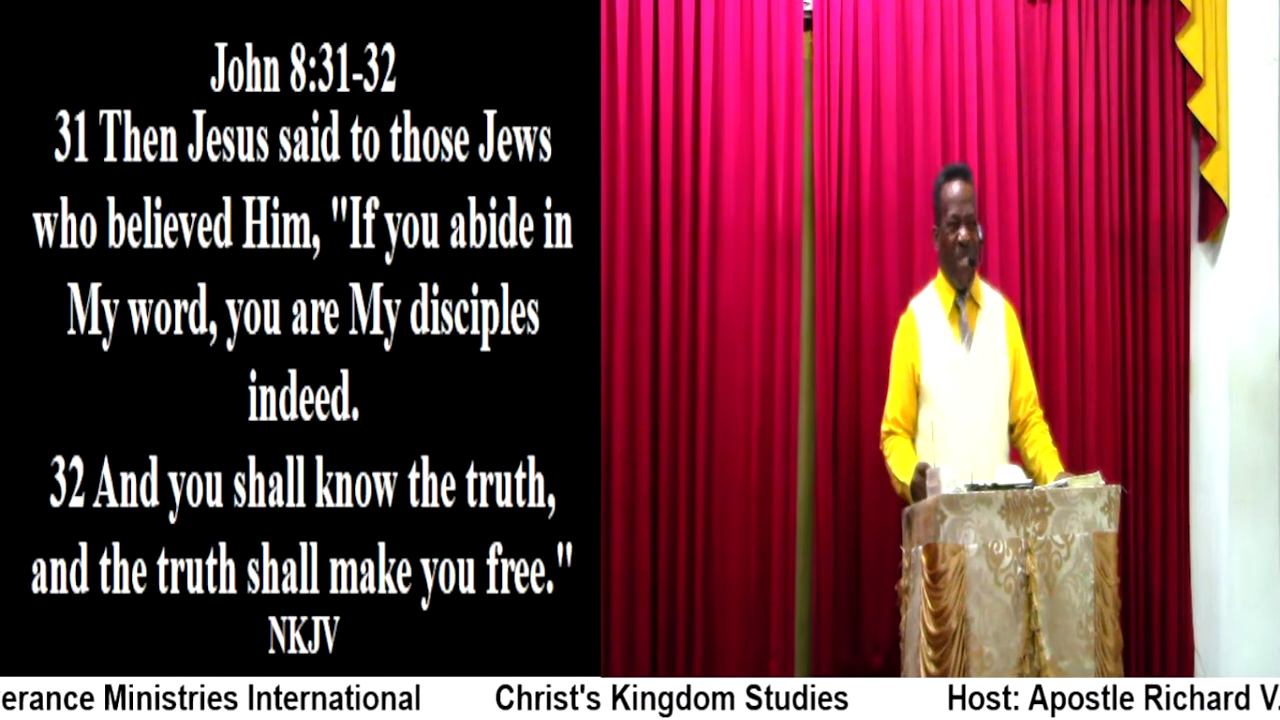 John 8:31-32
31 Then Jesus said to those Jews
who believed Him, "If you abide in
My word, you are My disciples
indeed.
32 And you shall know the truth,
and the truth shall make you free."
NKJV
erance Ministries International Christ's Kingdom Studies Host: Apostle Richard V.